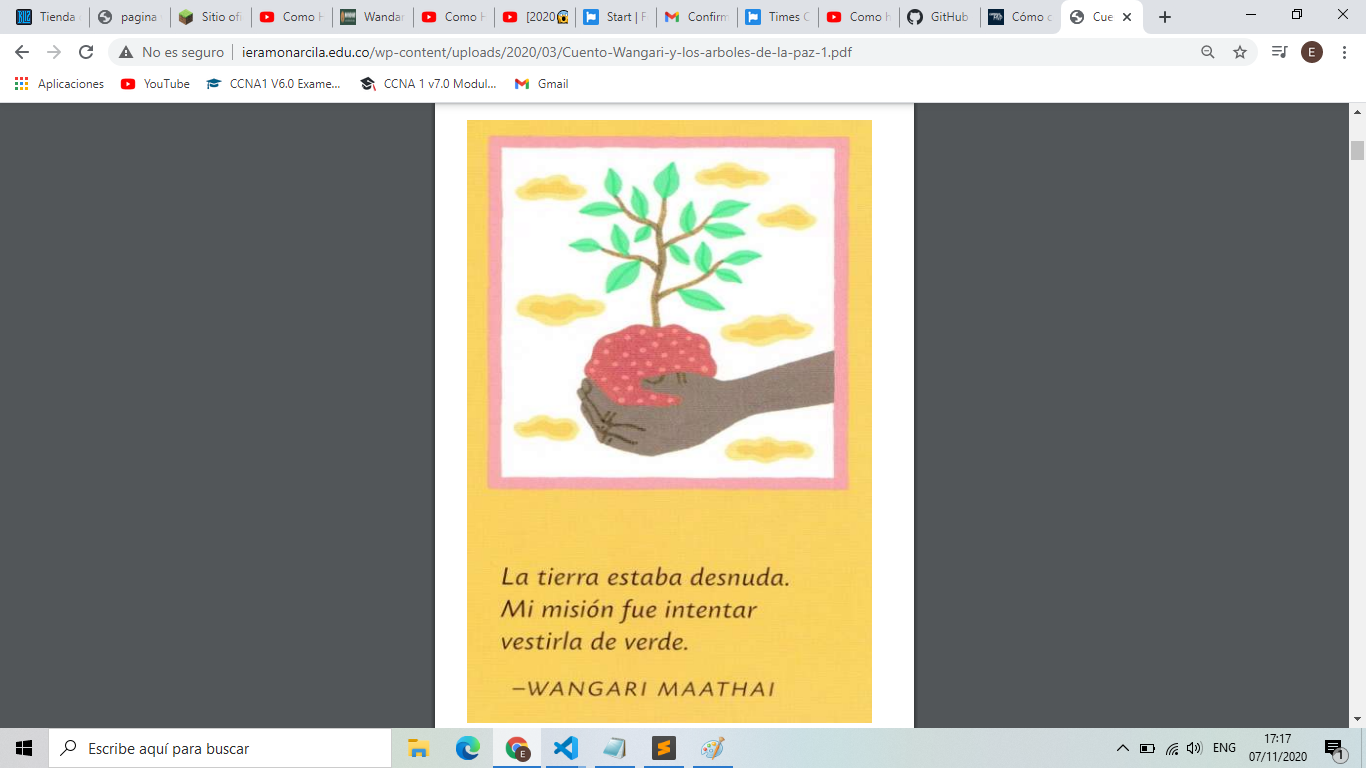 Tienda
pagina
Sitio ofi
Como H
Wandar
Como H
[2020
Start | F
Confirm
Times C
Como h
GitHub
Cómo c
Cue
No es seguro
ieramonarcila.edu.co/wp-content/uploads/2020/03/Cuento-Wangari-y-los-arboles-de-la-paz-1.pdf
E
Aplicaciones
YouTube
CCNA1 V6.0 Exame...
CCNA 1 v7.0 Modul...
Gmail
La tierra estaba desnuda.
Mi misión fue intentar
vestirla de verde.
–WANGARI MAATHAI
Escribe aquí para buscar
E
ENG
17:17
07/11/2020
1